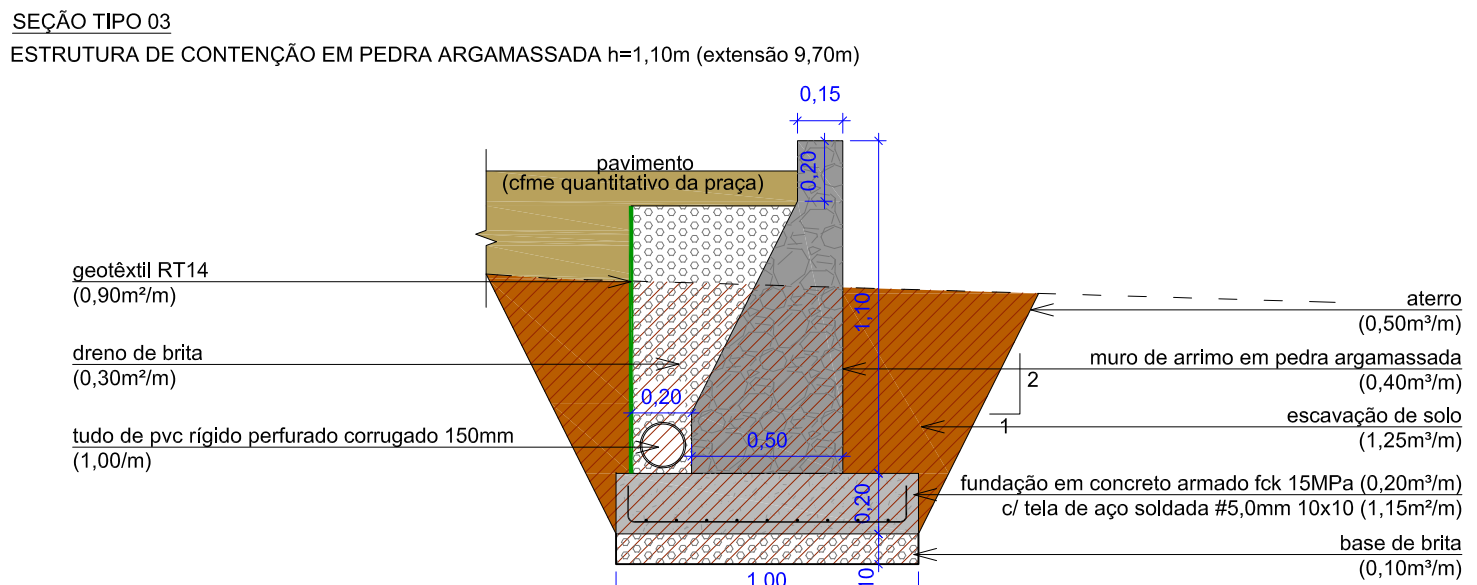 SEÇÃO TIPO 03
ESTRUTURA DE CONTENÇÃO EM PEDRA ARGAMASSADA h=1,10m (extensão 9,70m)
0,15
pavimento
(cfme quantitativo da praça)
0,20
geotêxtil RT14
(0,90m²/m)
aterro
(0,50m³/m)
1,10
dreno de brita
(0,30m²/m)
muro de arrimo em pedra argamassada
(0,40m³/m)
2
1
0,20
escavação de solo
(1,25m³/m)
tudo de pvc rígido perfurado corrugado 150mm
(1,00/m)
0,50
fundação em concreto armado fck 15MPa (0,20m³/m)
c/ tela de aço soldada #5,0mm 10x10 (1,15m²/m)
0,20
base de brita
(0,10m³/m)
1,00